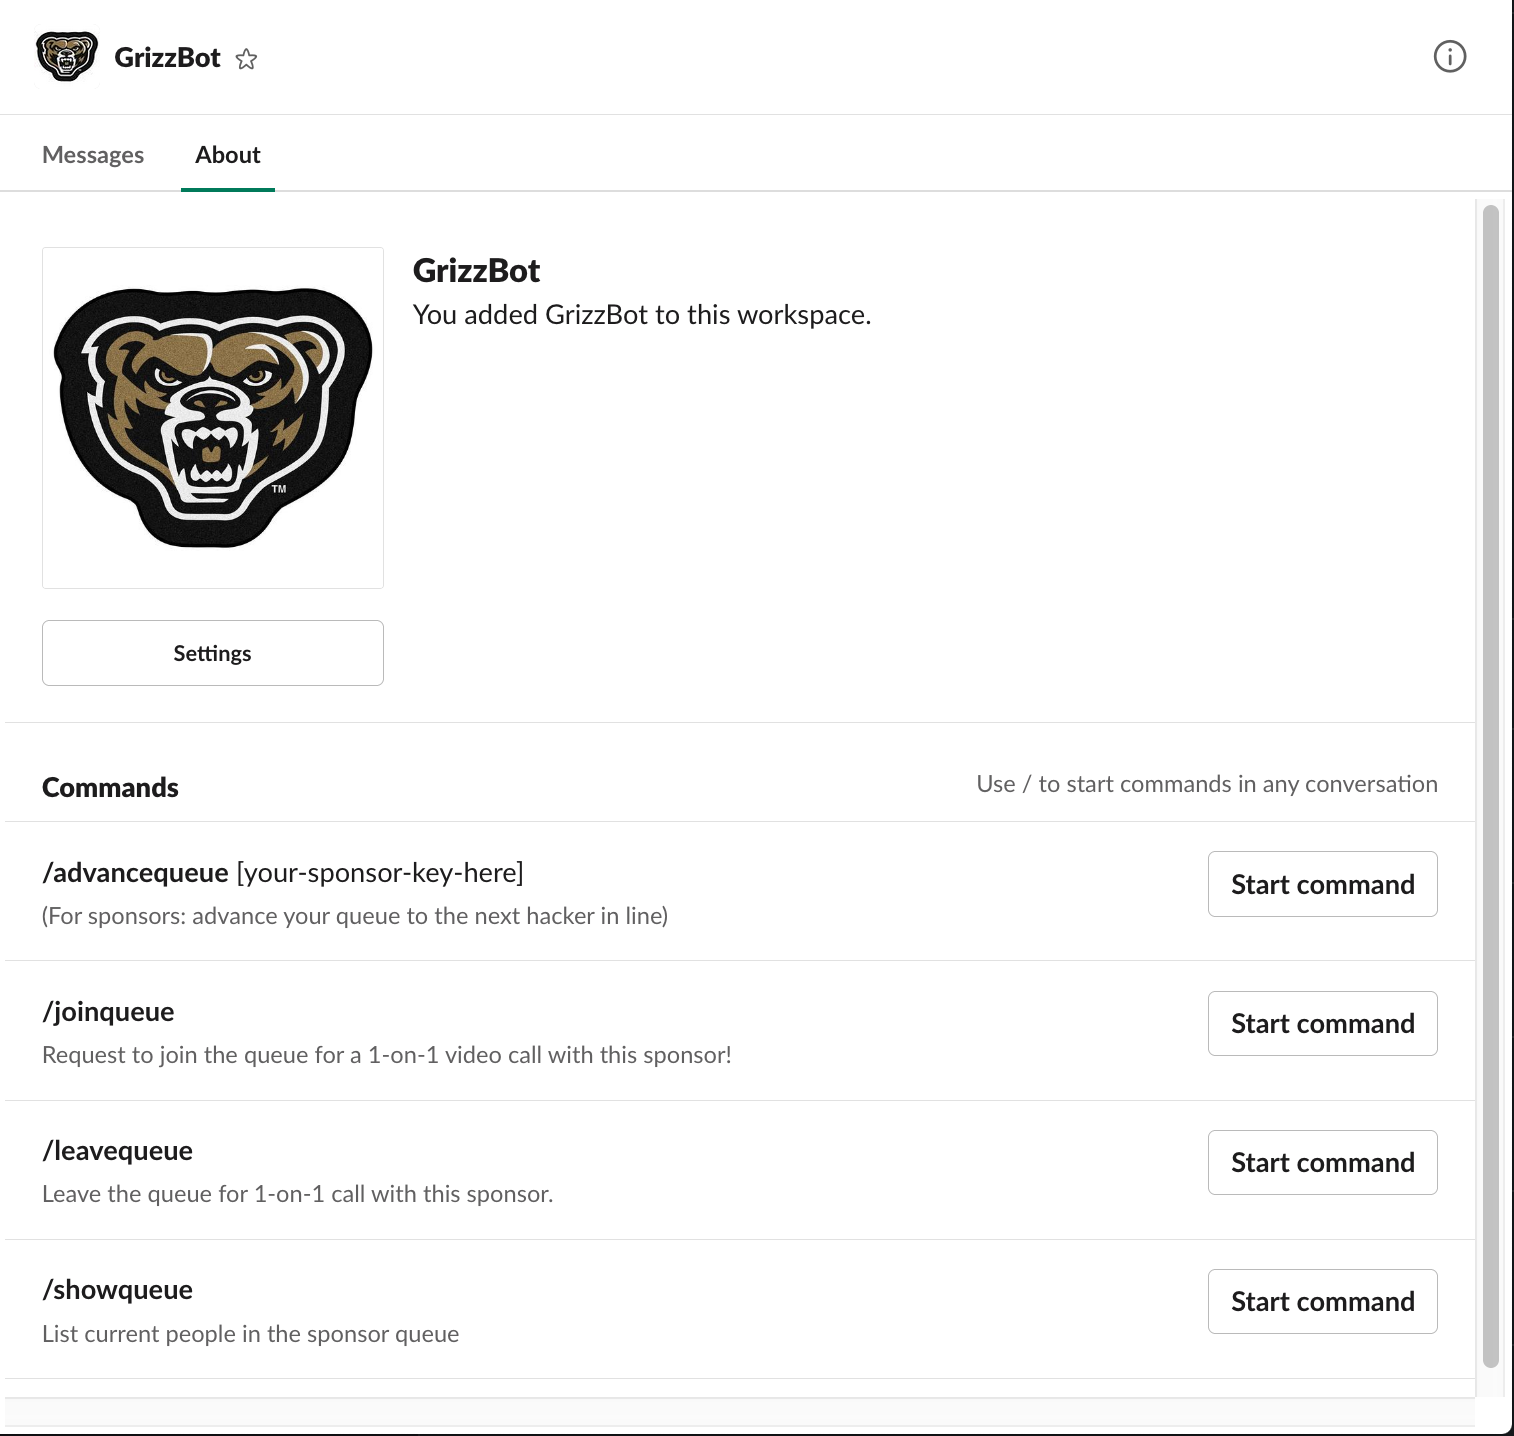 GrizzBot
Messages
About
GrizzBot
You added GrizzBot to this workspace.
TM
Settings
Commands
Use / to start commands in any conversation
/advancequeue [your-sponsor-key-here]
(For sponsors: advance your queue to the next hacker in line)
Start command
/joinqueue
Request to join the queue for a 1-on-1 video call with this sponsor!
Start command
/leavequeue
Leave the queue for 1-on-1 call with this sponsor.
Start command
/showqueue
List current people in the sponsor queue
Start command